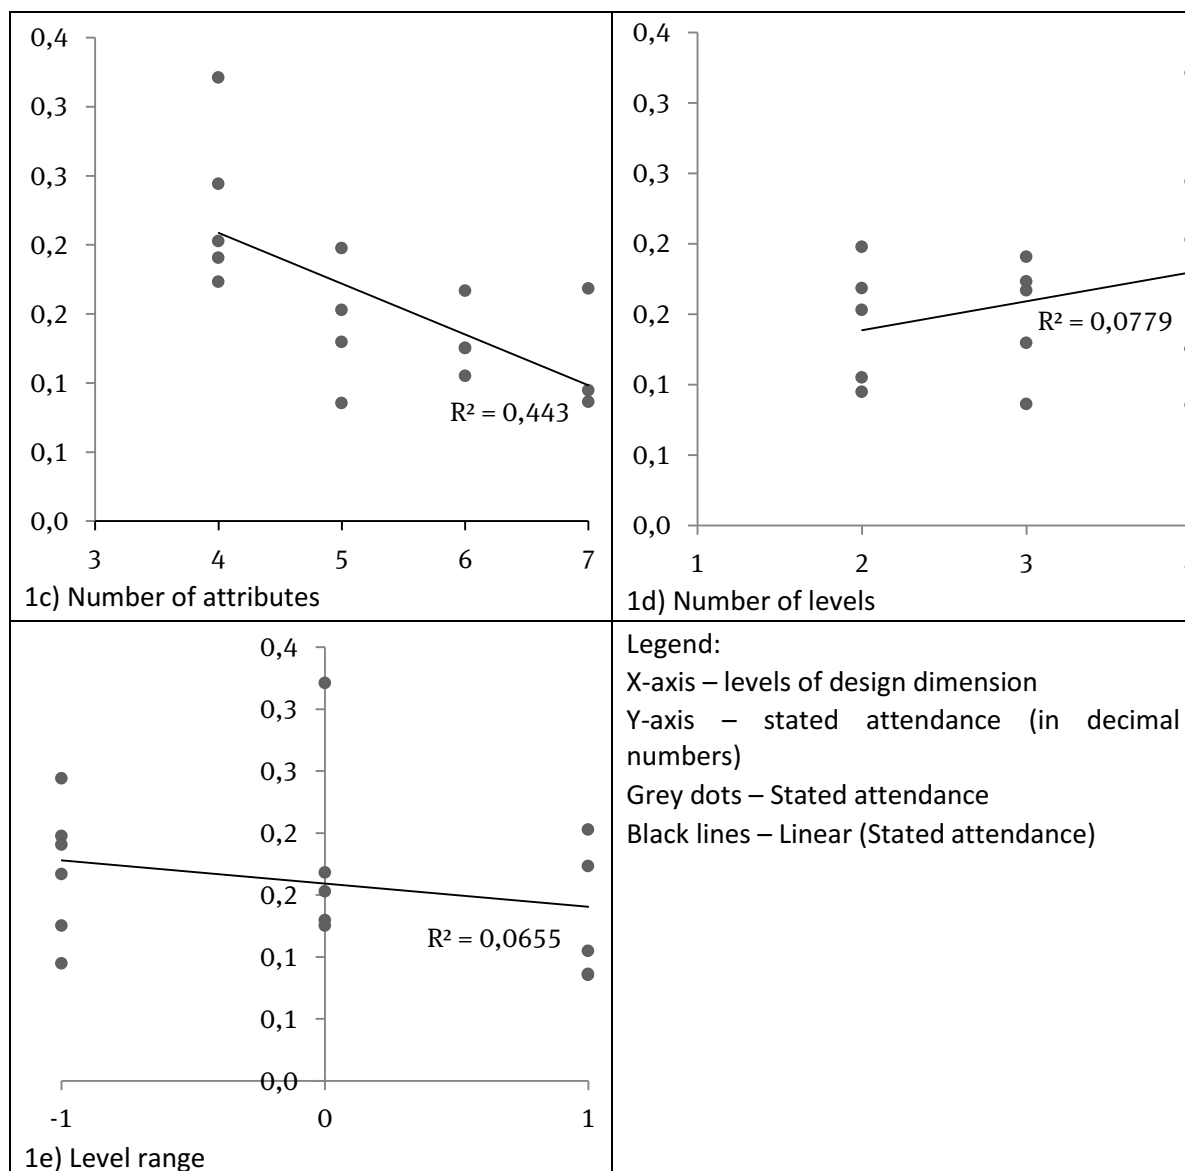 0,4
0,3
0,3
0,2
0,2
0,1
0,1
0,0
3 4 5 6 7
R² = 0,443
1c) Number of attributes
0,4
0,3
0,3
0,2
0,2
0,1
0,1
0,0
1 2 3
R² = 0,0779
1d) Number of levels
0,4
0,3
0,3
0,2
0,2
0,1
0,1
0,0
-1 0 1
R² = 0,0655
1e) Level range
Legend:
X-axis – levels of design dimension
Y-axis – stated attendance (in decimal
numbers)
Grey dots – Stated attendance
Black lines – Linear (Stated attendance)